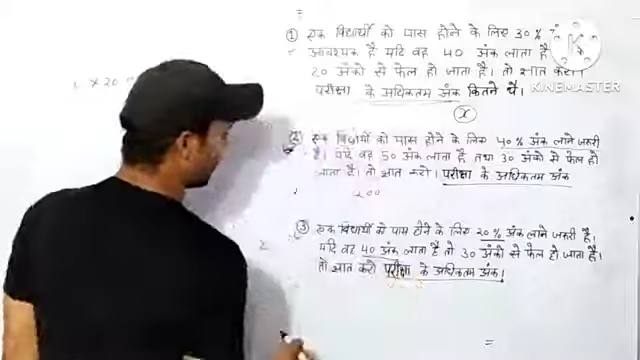 ① एक विद्यार्थी को पास होने के लिए 30%
आवश्यक है यदि वह 40 अंक लाता है
20 अंको से फेल हो जाता है। तो ज्ञात करो।
परीक्षा के अधिकतम अंक कितने थे।
x
② एक विद्यार्थी को पास होने के लिए 40% अंक लाने जरूरी
है। यदि वह 50 अंक लाता है तथा 30 अंको से फेल हो
जाता है। तो ज्ञात करो। परीक्षा के अधिकतम अंक
200
③ एक विद्यार्थी को पास होने के लिए 20% अंक लाने जरूरी है।
यदि वह 40 अंक लाता है तो 30 अंको से फेल हो जाता है।
तो ज्ञात करो परीक्षा के अधिकतम अंक।
=
x 20
K
KINEMASTER